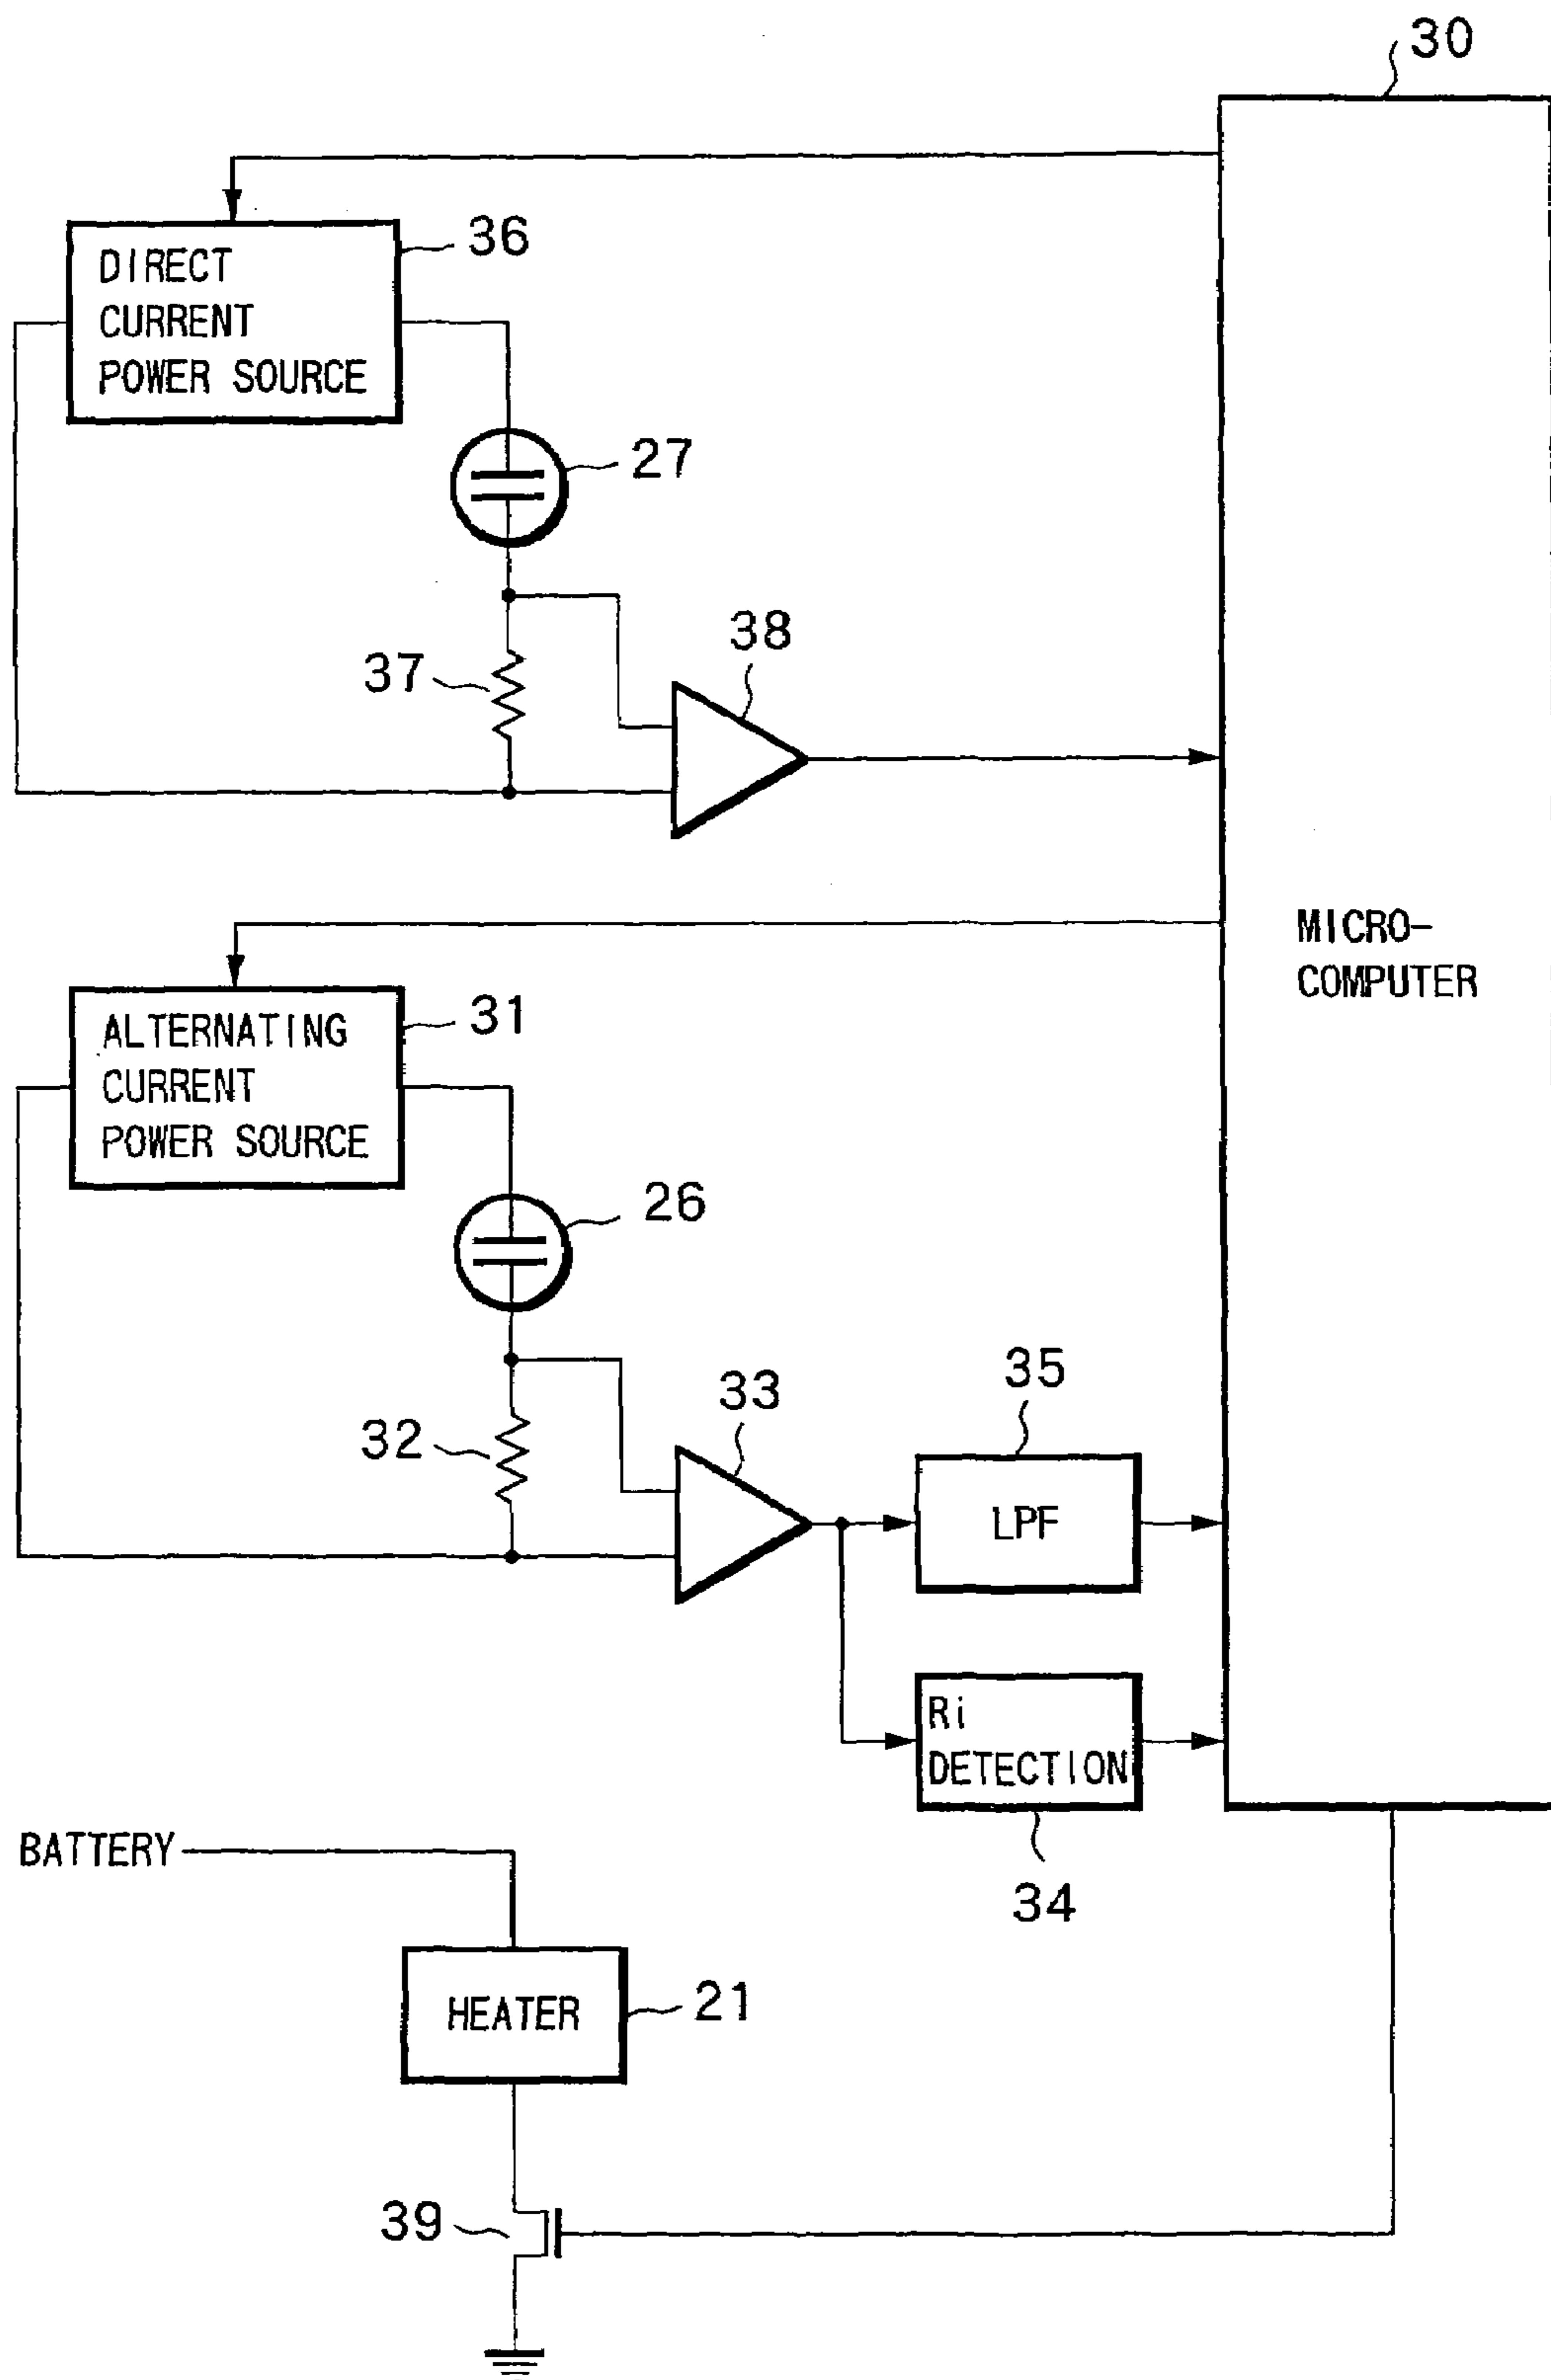 30
DIRECT
CURRENT
POWER SOURCE
36
27
37
38
MICRO-
COMPUTER
ALTERNATING
CURRENT
POWER SOURCE
31
26
32
33
35
LPF
Ri
DETECTION
34
BATTERY
HEATER
21
39